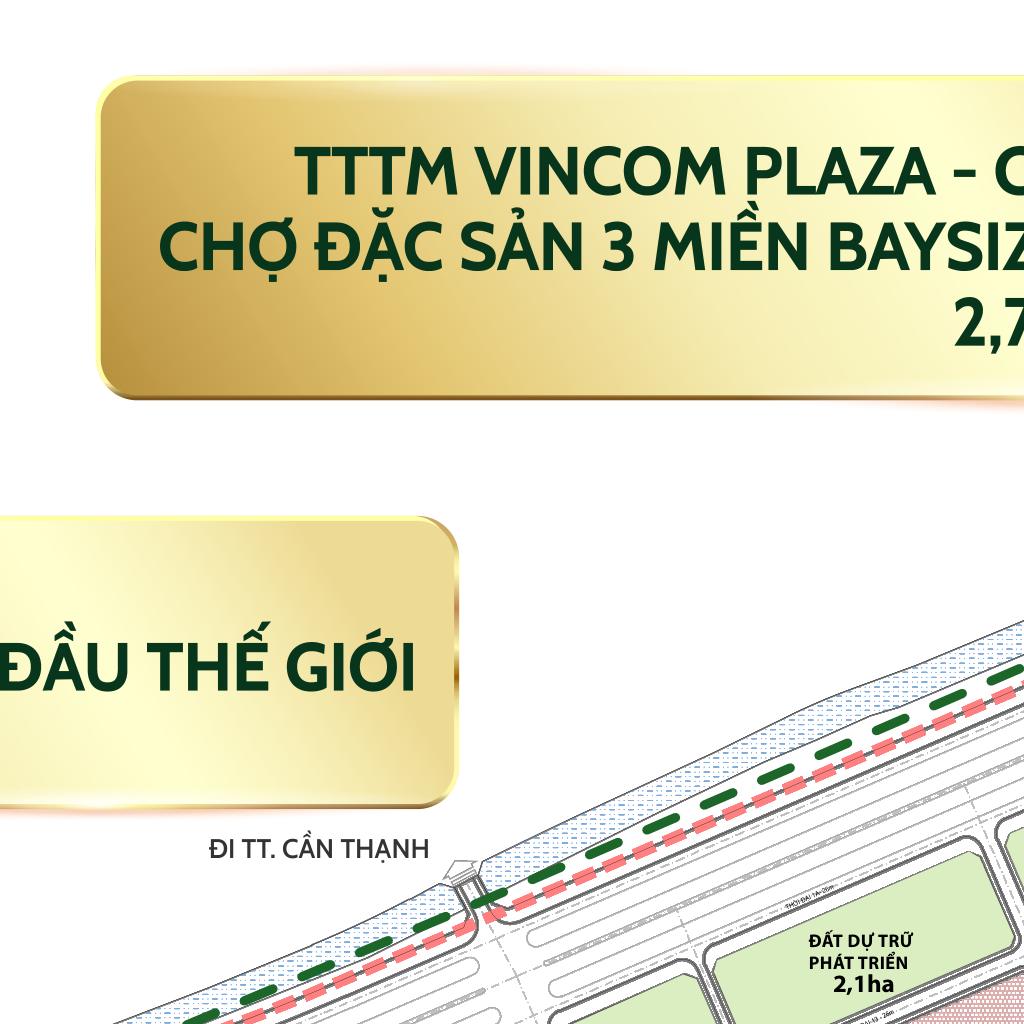 TTTM VINCOM PLAZA -
CHỢ ĐẶC SẢN 3 MIỀN
2,7
ĐẦU THẾ GIỚI
ĐI TT. CẦN THẠNH
ĐẤT DỰ TRỮ
PHÁT TRIỂN
2,1ha